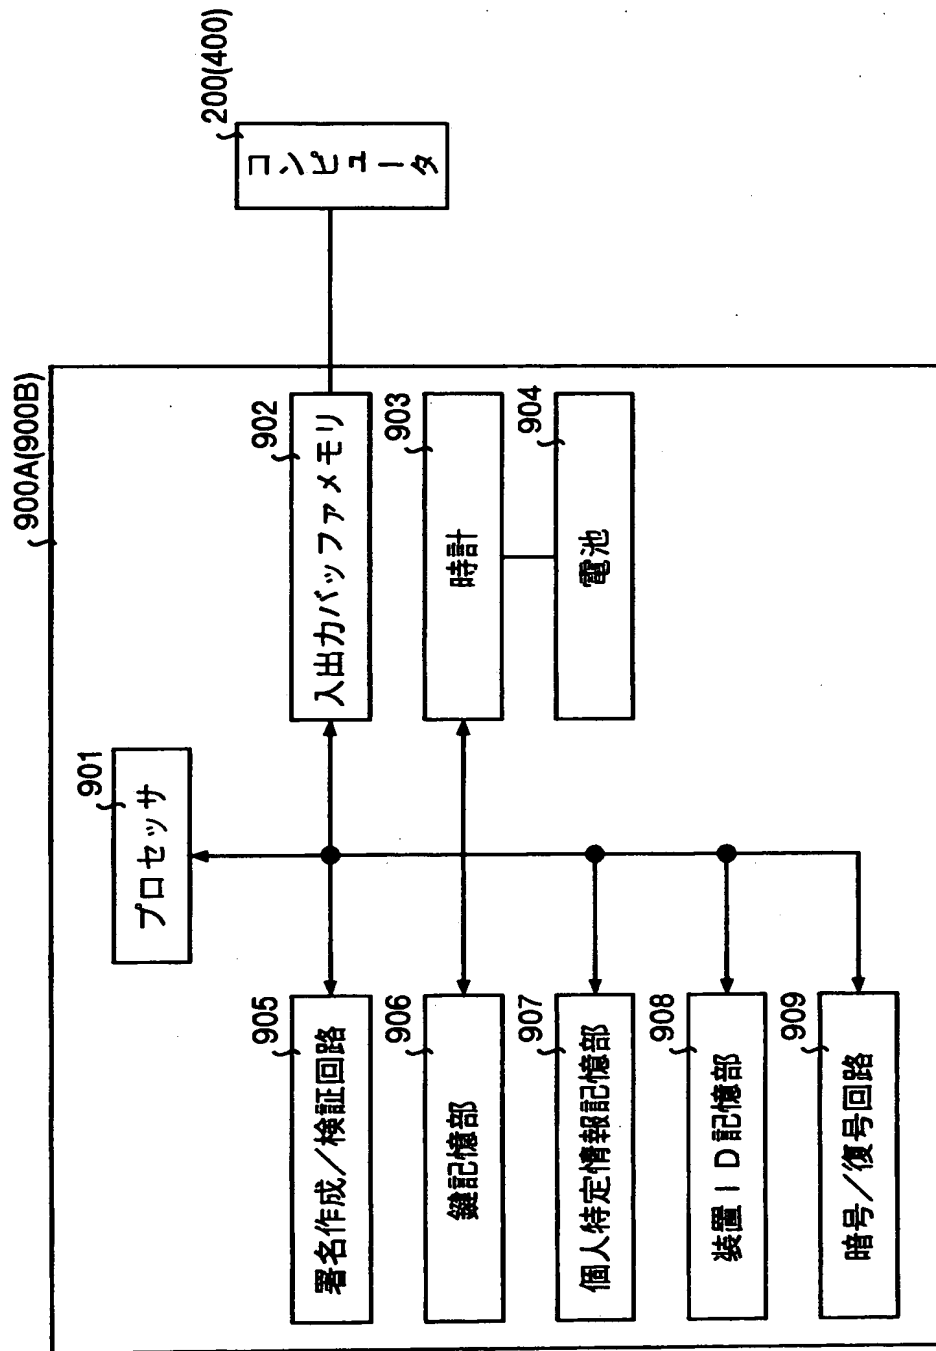 900A(900B)
901
プロセッサ
905
署名作成／検証回路
902
入出力バッファメモリ
200(400)
コンピュータ
906
鍵記憶部
903
時計
907
個人特定情報記憶部
904
電池
908
装置ＩＤ記憶部
909
暗号／復号回路